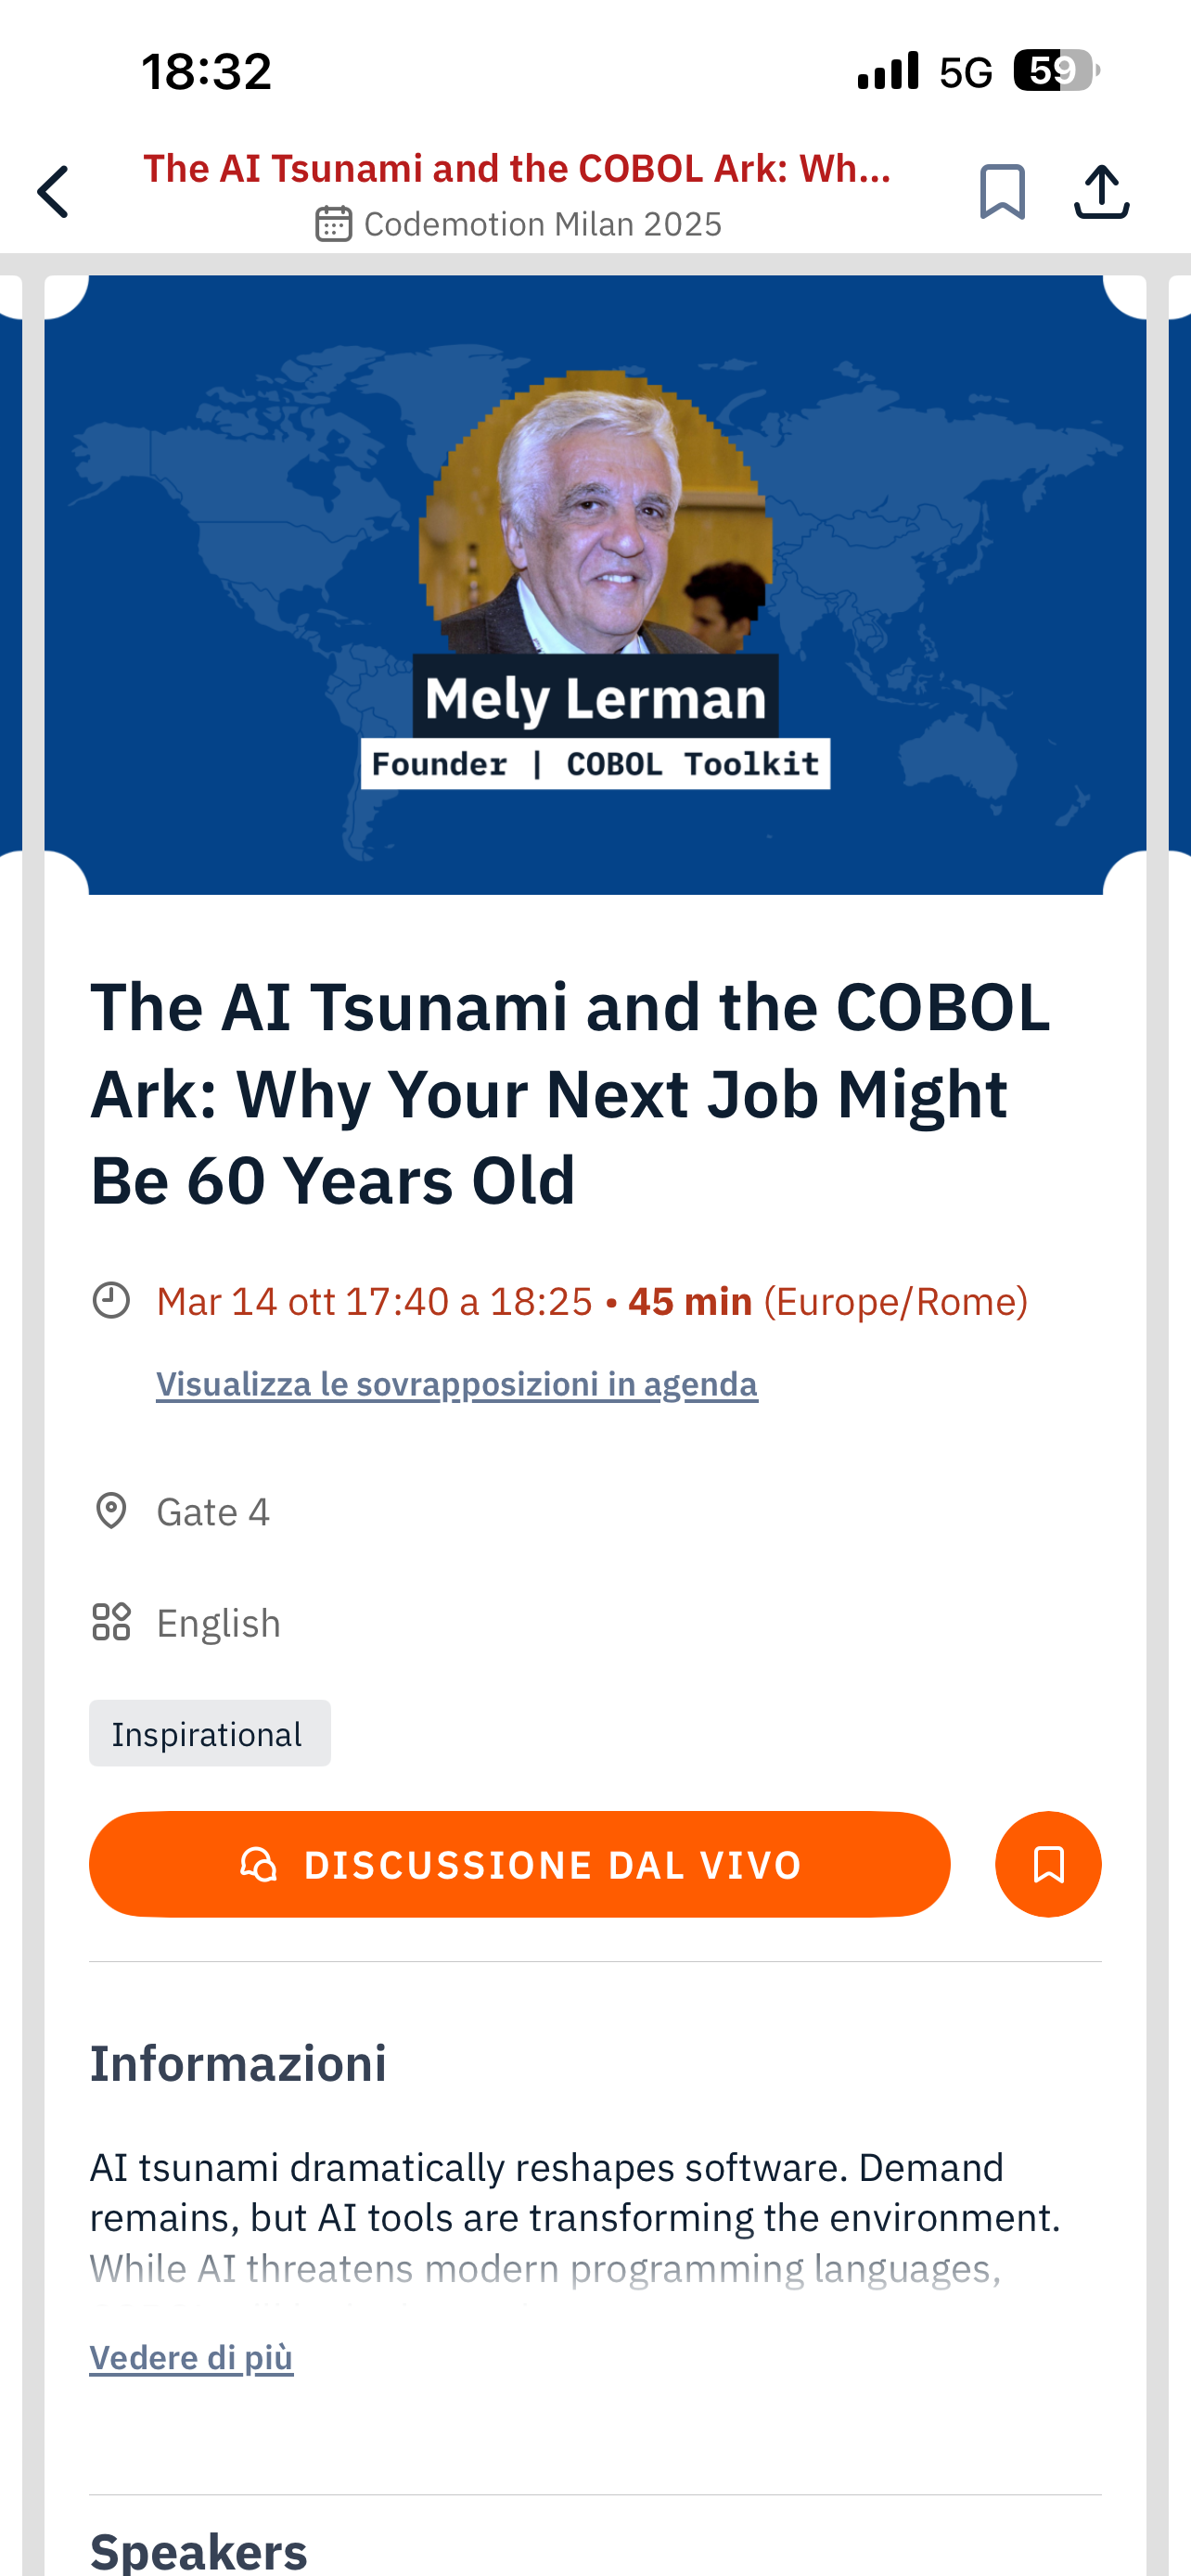 18:32
5G 59
The AI Tsunami and the COBOL Ark: Wh...
Codemotion Milan 2025
Mely Lerman
Founder | COBOL Toolkit
The AI Tsunami and the COBOL
Ark: Why Your Next Job Might
Be 60 Years Old
Mar 14 ott 17:40 a 18:25 • 45 min (Europe/Rome)
Visualizza le sovrapposizioni in agenda
Gate 4
English
Inspirational
DISCUSSIONE DAL VIVO
Informazioni
AI tsunami dramatically reshapes software. Demand
remains, but AI tools are transforming the environment.
While AI threatens modern programming languages,
Vedere di più
Speakers